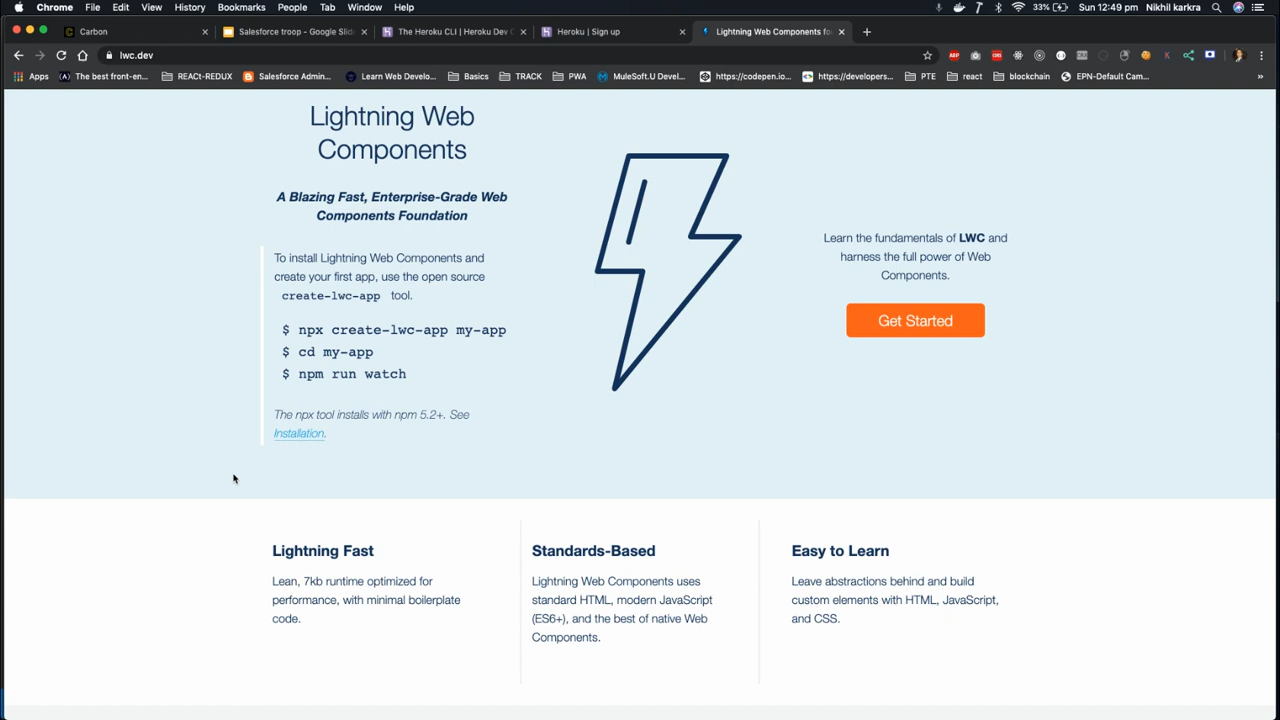 Chrome File Edit View History Bookmarks People Tab Window Help 33% Sun 12:49 pm Nikhil karkra
Carbon Salesforce troop - Google Slid The Heroku CLI | Heroku Dev C Heroku | Sign up Lightning Web Components fo
lwc.dev
Apps The best front-en... REACt-REDUX Salesforce Admin... Learn Web Develo... Basics TRACK PWA MuleSoft.U Devel... https://codepen.io... https://developers... PTE react blockchain EPN-Default Cam... »
Lightning Web
Components
A Blazing Fast, Enterprise-Grade Web
Components Foundation
To install Lightning Web Components and
create your first app, use the open source
create-lwc-app tool.
$ npx create-lwc-app my-app
$ cd my-app
$ npm run watch
The npx tool installs with npm 5.2+. See
Installation.
Learn the fundamentals of LWC and
harness the full power of Web
Components.
Get Started
Lightning Fast
Lean, 7kb runtime optimized for
performance, with minimal boilerplate
code.
Standards-Based
Lightning Web Components uses
standard HTML, modern JavaScript
(ES6+), and the best of native Web
Components.
Easy to Learn
Leave abstractions behind and build
custom elements with HTML, JavaScript,
and CSS.